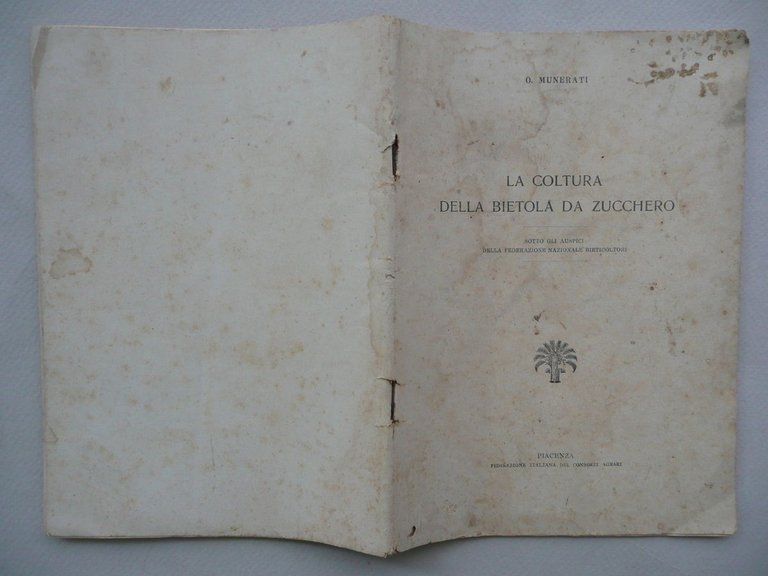 O. MUNERATI
LA COLTURA
DELLA BIETOLA DA ZUCCHERO
SOTTO GLI AUSPICI
DELLA FEDERAZIONE NAZIONALE BIETICOLTORI
PIACENZA
FEDERAZIONE ITALIANA DEI CONSORZI AGRARI